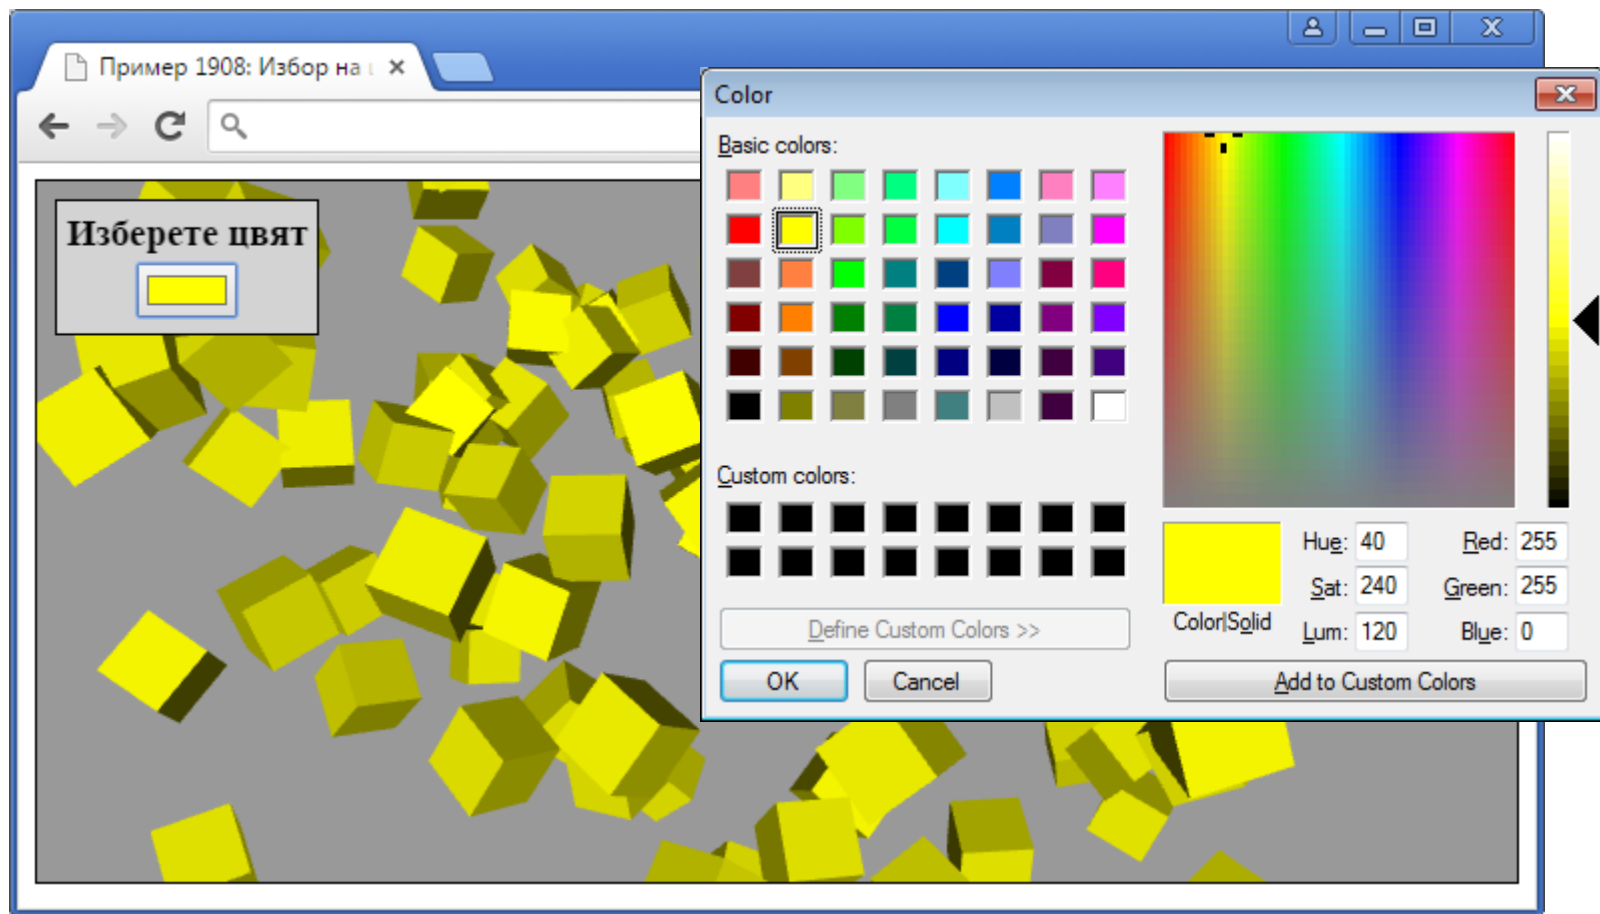 Пример 1908: Избор на
Изберете цвят
Color
Basic colors:
Custom colors:
Define Custom Colors >>
OK
Cancel
Color|Solid
Hue: 40
Sat: 240
Lum: 120
Red: 255
Green: 255
Blue: 0
Add to Custom Colors